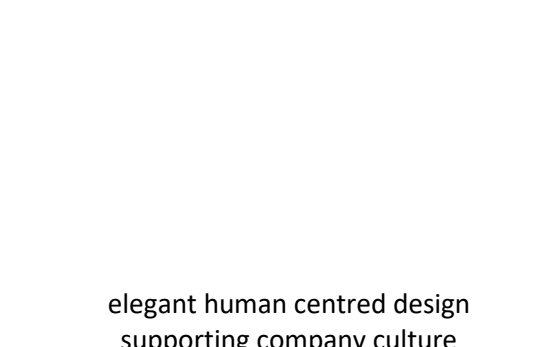 elegant human centred design
supporting company culture